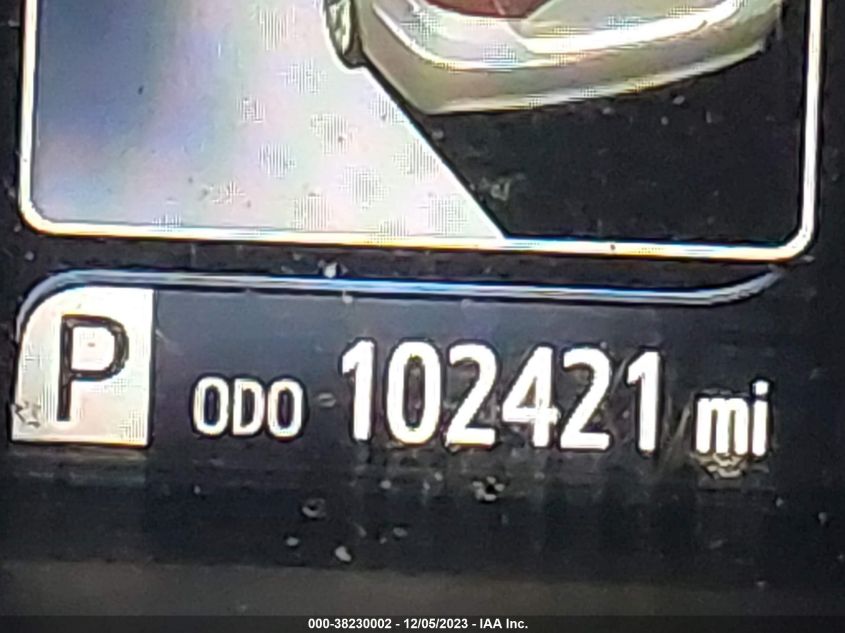 P ODO 102421 mi
000-38230002 - 12/05/2023 - IAA Inc.